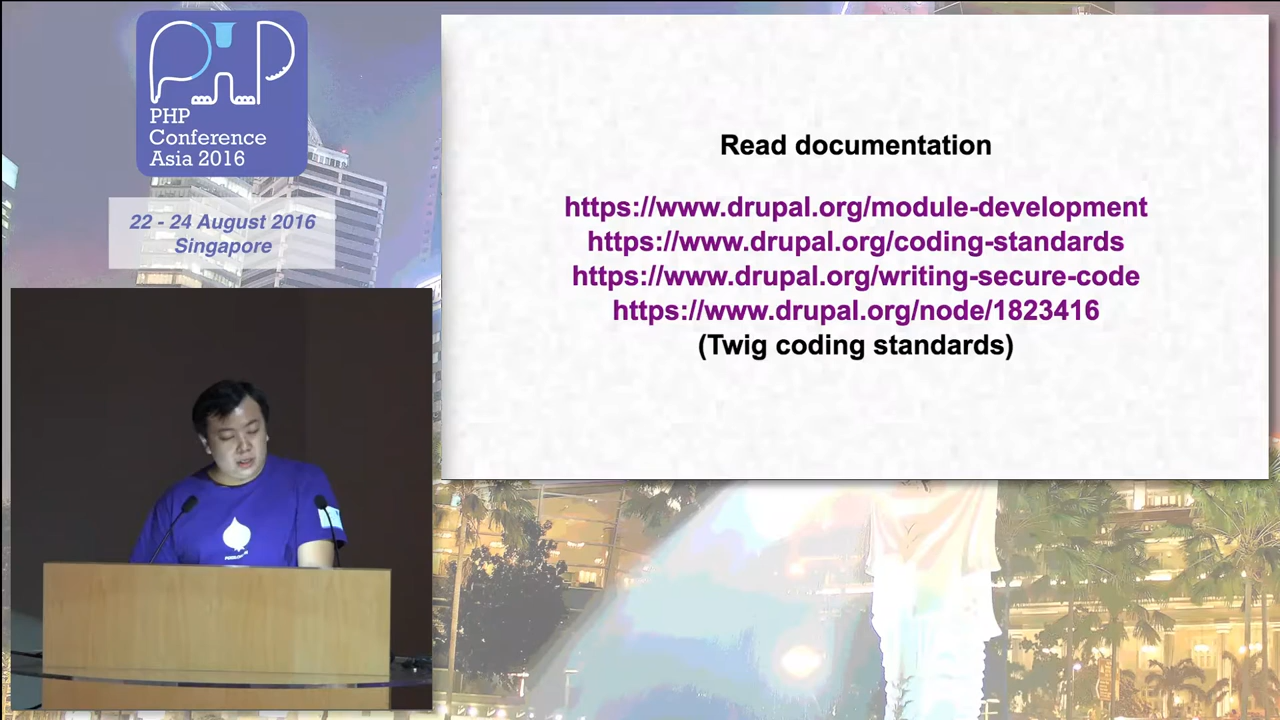 PHP
PHP
Conference
Asia 2016
22 - 24 August 2016
Singapore
Read documentation
https://www.drupal.org/module-development
https://www.drupal.org/coding-standards
https://www.drupal.org/writing-secure-code
https://www.drupal.org/node/1823416
(Twig coding standards)